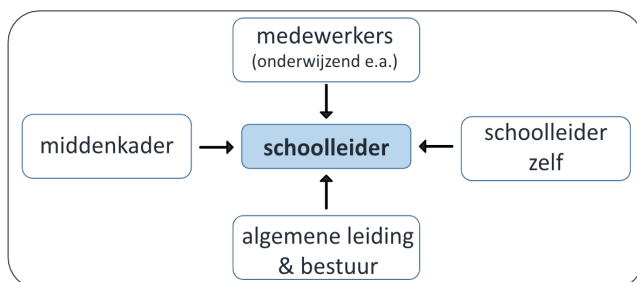 medewerkers
(onderwijzend e.a.)
middenkader
schoolleider
schoolleider
zelf
algemene leiding
& bestuur